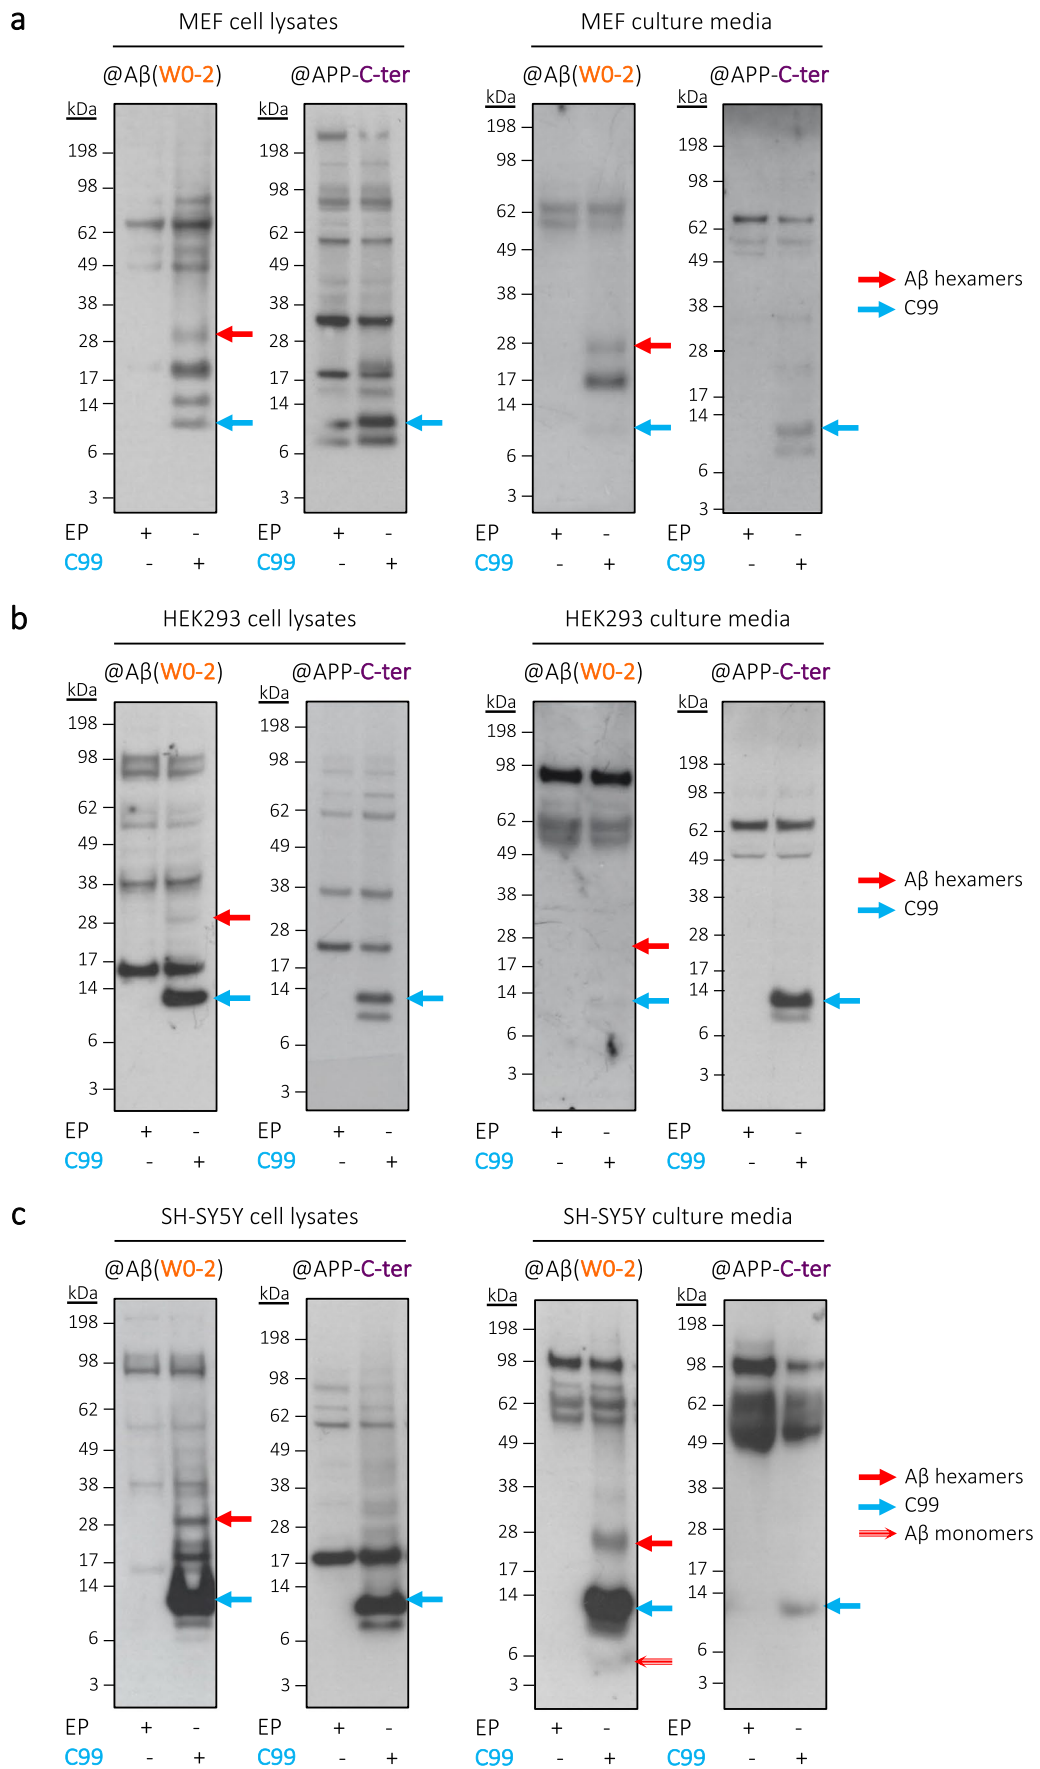 a
MEF cell lysates
MEF culture media
@Aβ(W0-2)
@APP-C-ter
@Aβ(W0-2)
@APP-C-ter
kDa
198
98
62
49
38
28
17
14
6
3
kDa
198
98
62
49
38
28
17
14
6
3
kDa
198
98
62
49
38
28
17
14
6
3
kDa
198
98
62
49
38
28
17
14
6
3
Aβ hexamers
C99
EP + -
C99 - +
EP + -
C99 - +
EP + -
C99 - +
EP + -
C99 - +
b
HEK293 cell lysates
HEK293 culture media
@Aβ(W0-2)
@APP-C-ter
@Aβ(W0-2)
@APP-C-ter
kDa
198
98
62
49
38
28
17
14
6
3
kDa
198
98
62
49
38
28
17
14
6
3
kDa
198
98
62
49
38
28
17
14
6
3
kDa
198
98
62
49
38
28
17
14
6
3
Aβ hexamers
C99
EP + -
C99 - +
EP + -
C99 - +
EP + -
C99 - +
EP + -
C99 - +
c
SH-SY5Y cell lysates
SH-SY5Y culture media
@Aβ(W0-2)
@APP-C-ter
@Aβ(W0-2)
@APP-C-ter
kDa
198
98
62
49
38
28
17
14
6
3
kDa
198
98
62
49
38
28
17
14
6
3
kDa
198
98
62
49
38
28
17
14
6
3
kDa
198
98
62
49
38
28
17
14
6
3
Aβ hexamers
C99
Aβ monomers
EP + -
C99 - +
EP + -
C99 - +
EP + -
C99 - +
EP + -
C99 - +